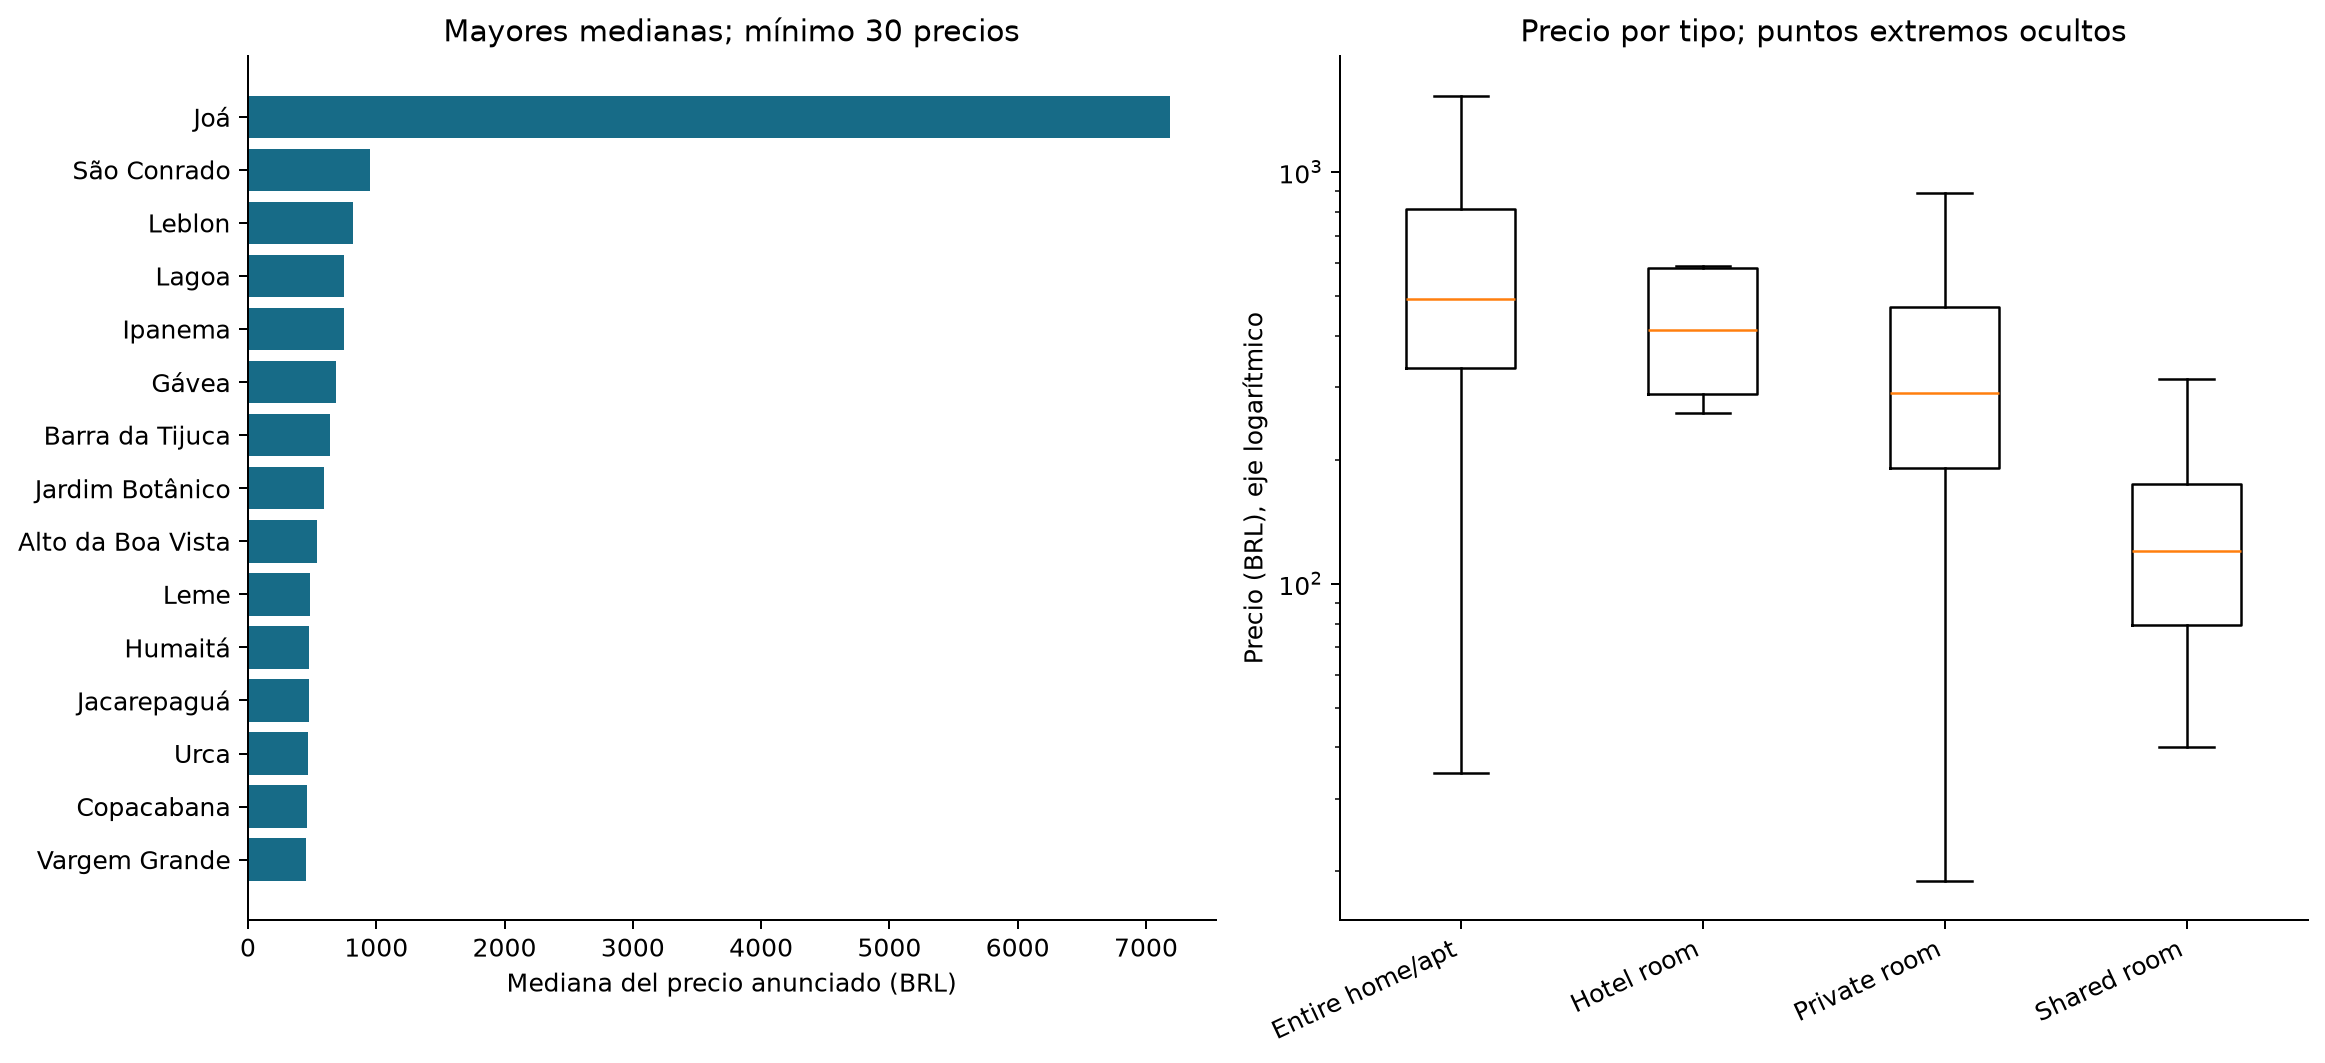 Mayores medianas; mínimo 30 precios
Joá
São Conrado
Leblon
Lagoa
Ipanema
Gávea
Barra da Tijuca
Jardim Botânico
Alto da Boa Vista
Leme
Humaitá
Jacarepaguá
Urca
Copacabana
Vargem Grande
0 1000 2000 3000 4000 5000 6000 7000
Mediana del precio anunciado (BRL)
Precio por tipo; puntos extremos ocultos
Precio (BRL), eje logarítmico
10³
10²
Entire home/apt
Hotel room
Private room
Shared room